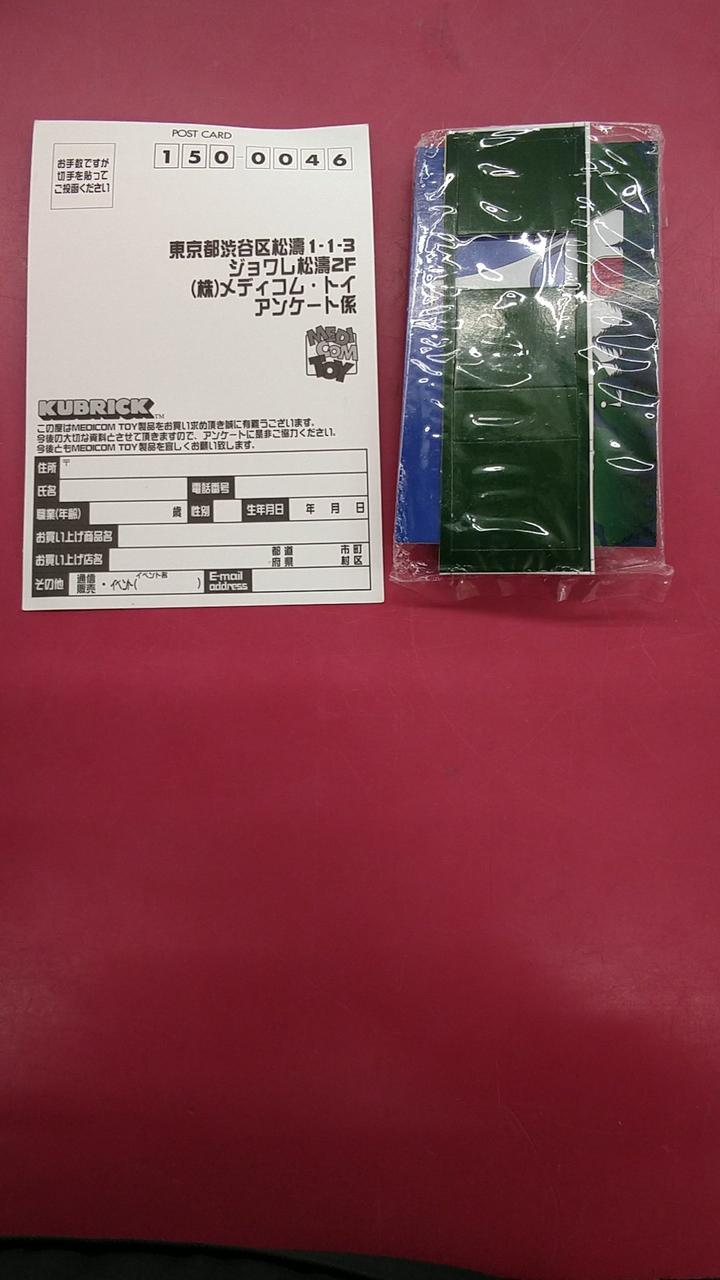 POST CARD
お手数ですが
切手を貼って
ご投函ください
150-0046
東京都渋谷区松濤1-1-3
ジョワレ松濤2F
(株)メディコム・トイ
アンケート係
MEDI
COM
TOY
KUBRICK TM
この度はMEDICOM TOY製品をお買い求め頂き誠に有難うございます。
今後の大切な資料とさせて頂きますので、アンケートに是非ご協力ください。
今後ともMEDICOM TOY製品を宜しくお願い致します。
住所 〒
氏名 電話番号
職業(年齢) 歳 性別 生年月日 年 月 日
お買い上げ商品名
お買い上げ店名 都道府県 市町村区
その他 通信販売・イベント(イベント名 ) E-mail address